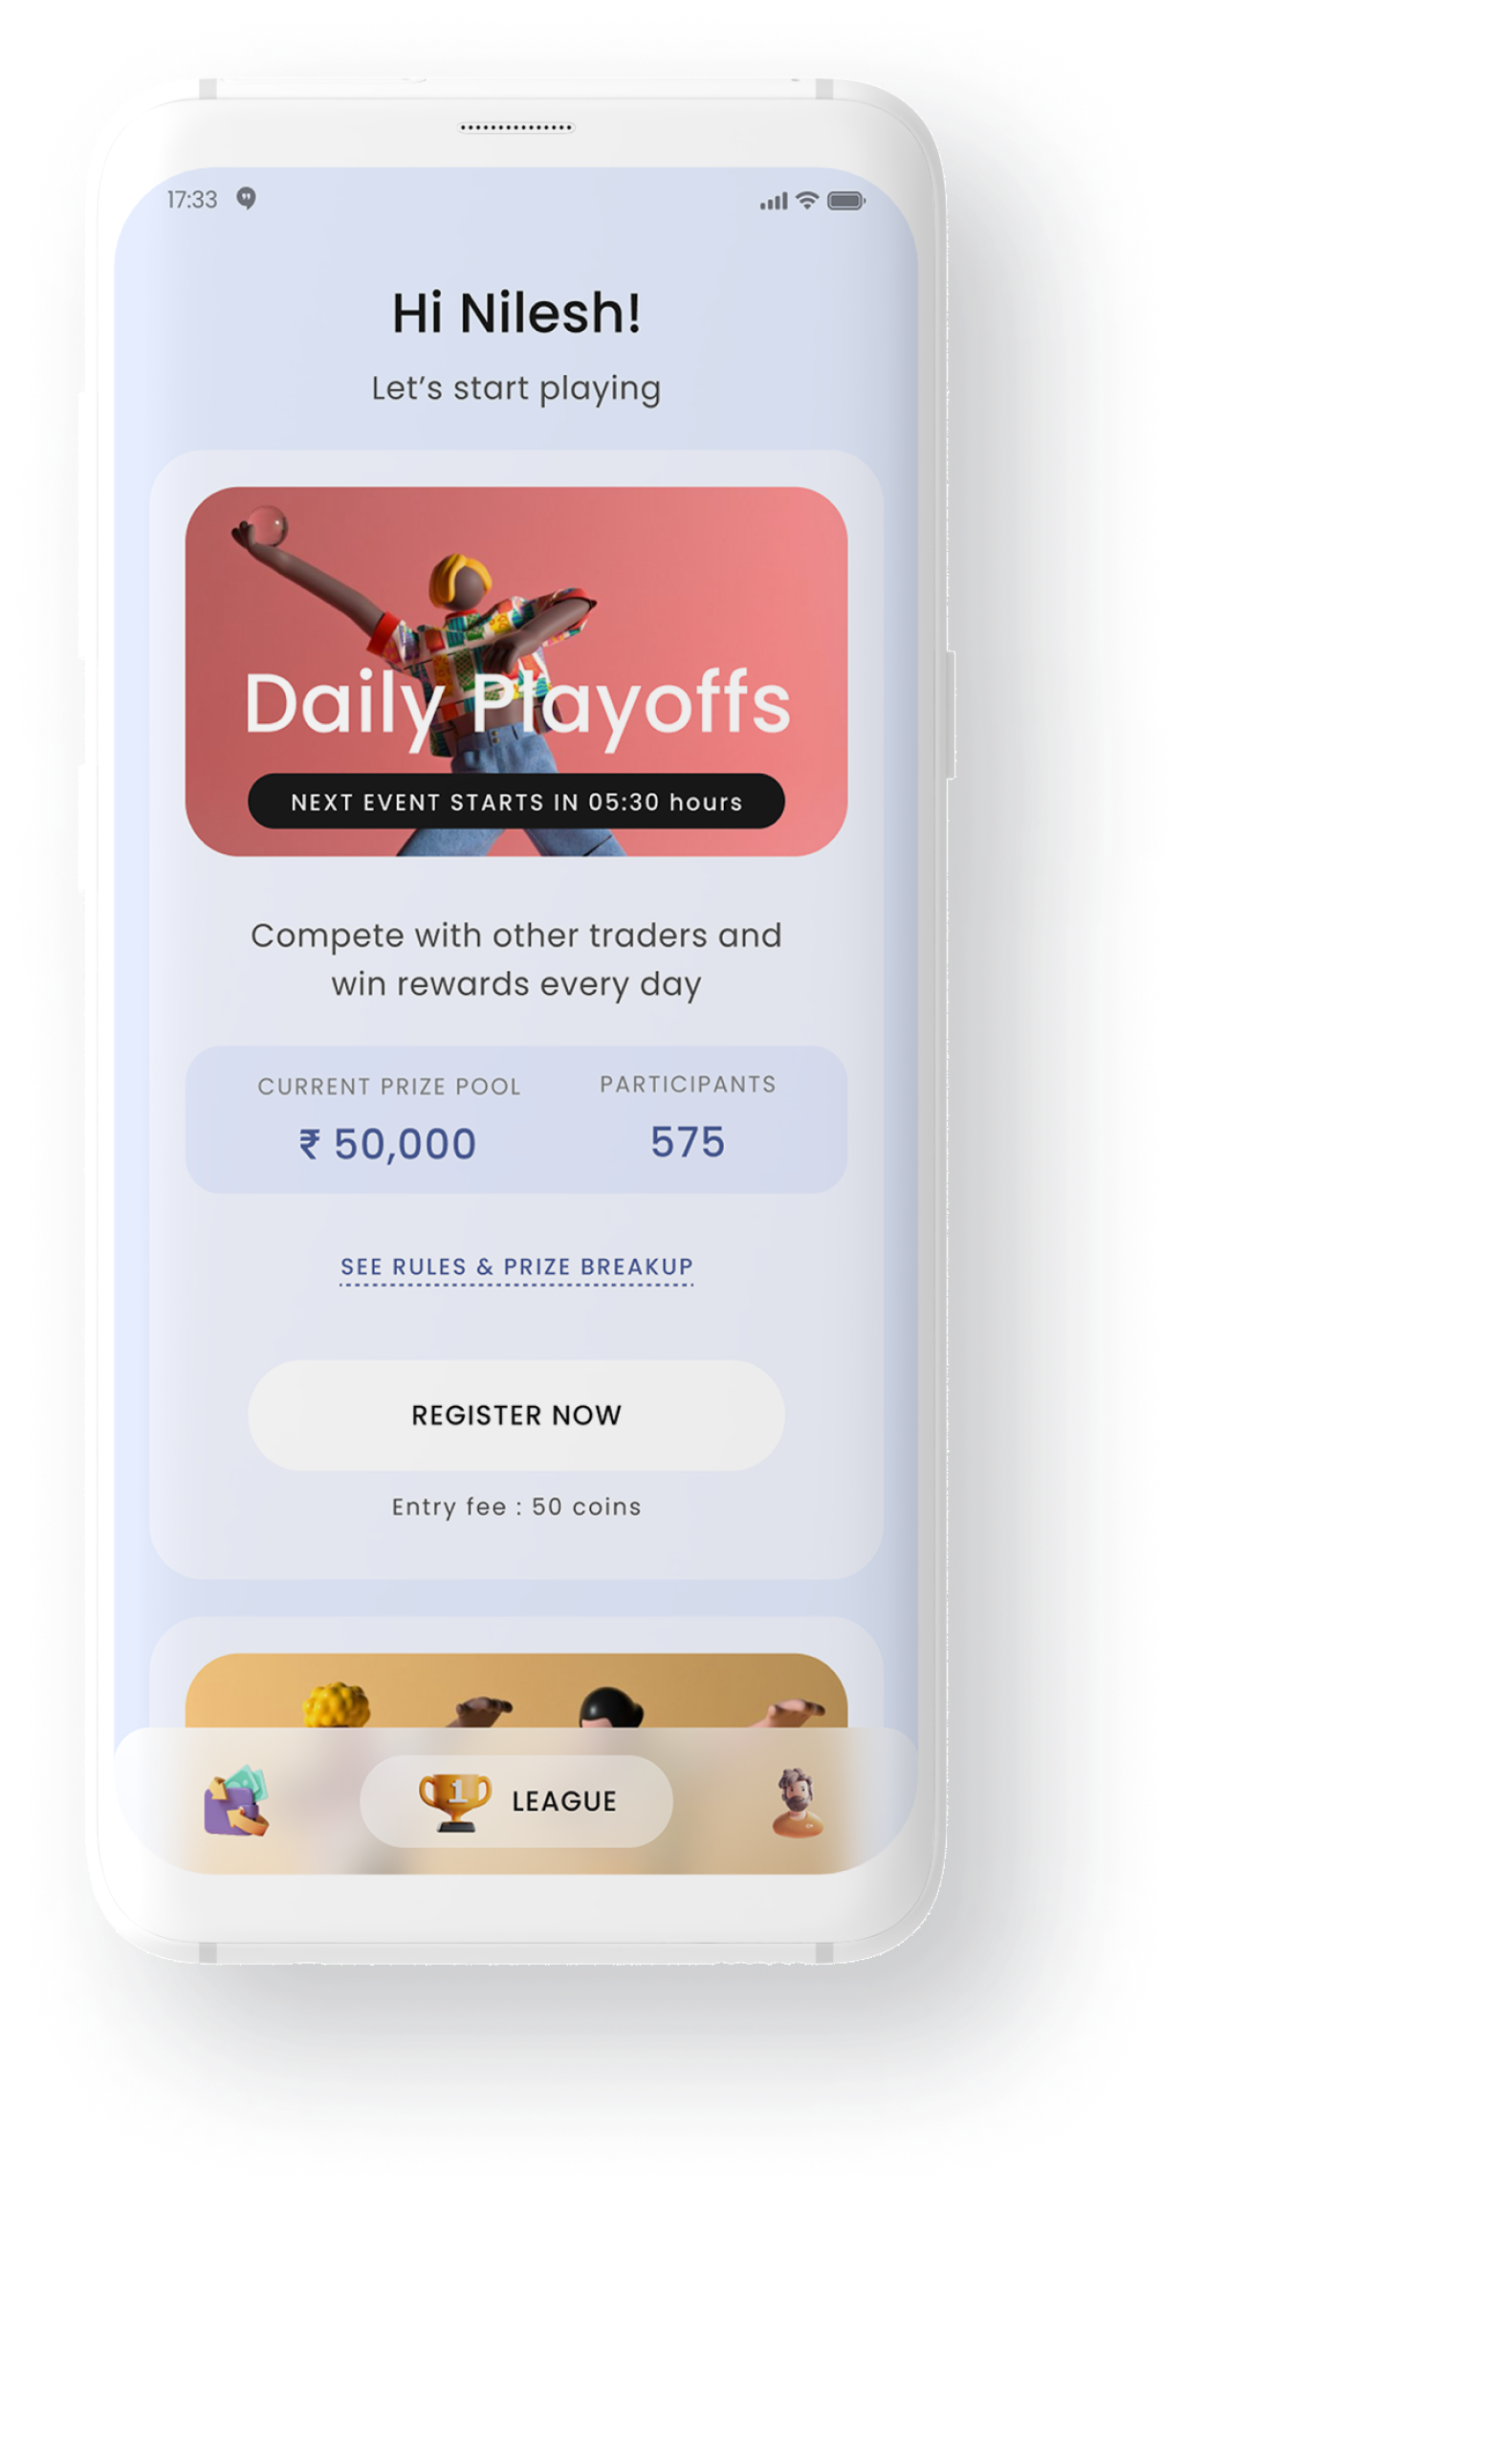 17:33
Hi Nilesh!
Let’s start playing
Daily Playoffs
NEXT EVENT STARTS IN 05:30 hours
Compete with other traders and
win rewards every day
CURRENT PRIZE POOL
₹ 50,000
PARTICIPANTS
575
SEE RULES & PRIZE BREAKUP
REGISTER NOW
Entry fee : 50 coins
1
LEAGUE